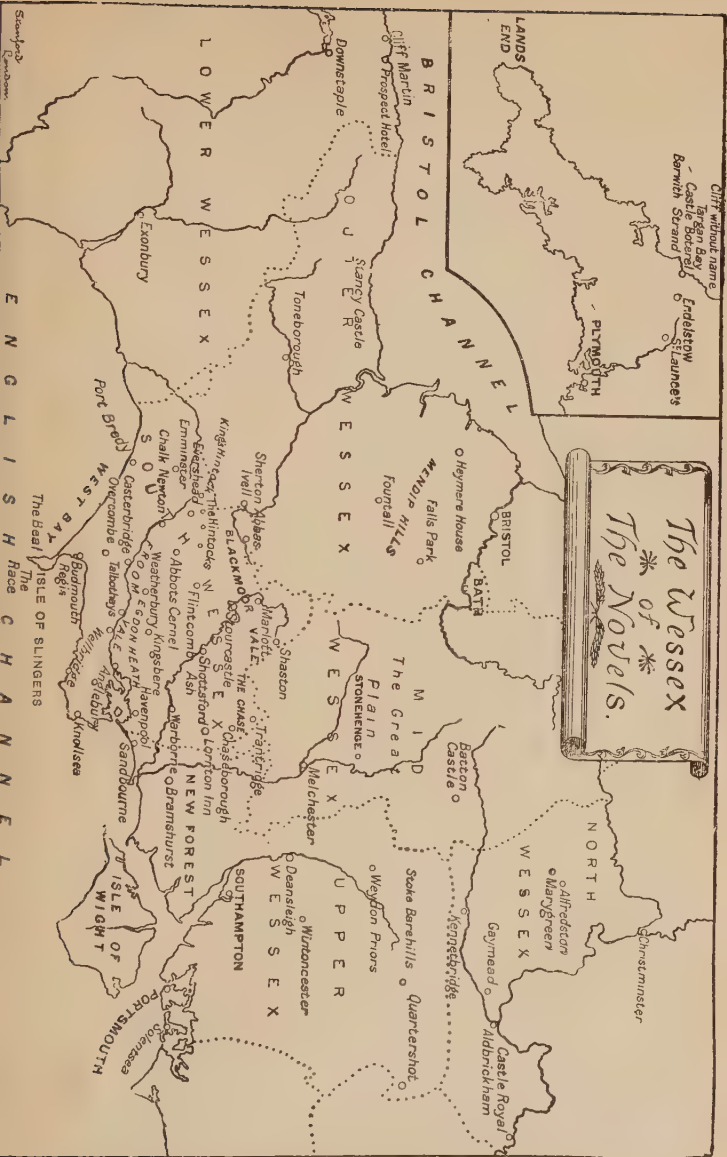 The Wessex
of
The Novels.
Cliff without name
Targan Bay
Castle Boterel
Barwith Strand
Endelstow
St Launce's
LANDS
END
PLYMOUTH
BRISTOL CHANNEL
Cliff Martin
Prospect Hotel
Downstaple
LOWER WESSEX
Exonbury
OUTER WESSEX
Stancy Castle
Toneborough
BRISTOL
BATH
Heymere House
Falls Park
MENDIP HILLS
Fountall
MID WESSEX
The Great
Plain
STONEHENGE
Melchester
NORTH
WESSEX
Christminster
Alfredston
Marygreen
Batton
Castle
Kennetbridge
Gaymead
Castle Royal
Aldbrickham
UPPER
WESSEX
Stoke Barehills
Quartershot
Weydon Priors
Wintoncester
Deansleigh
SOUTHAMPTON
NEW FOREST
Bramshurst
PORTSMOUTH
Solentsea
ISLE OF
WIGHT
SOUTH WESSEX
Sherton Abbas
Ivell
King's Hintock
The Hintocks
Evershead
Emminster
Chalk Newton
Port Bredy
WEST BAY
BLACKMOOR VALE
Marlott
Shaston
Stourcastle
THE CHASE
Trantridge
Chaseborough
Lornton Inn
Shottsford
Flintcomb Ash
Abbots Cernel
Warborne
Kingsbere
Weatherbury
Casterbridge
Overcombe
Talbothays
EGDON HEATH
Havenpool
Sandbourne
Anglebury
Knollsea
Budmouth
Regis
The Beal
ISLE OF SLINGERS
The
Race
ENGLISH CHANNEL
Stanford
London